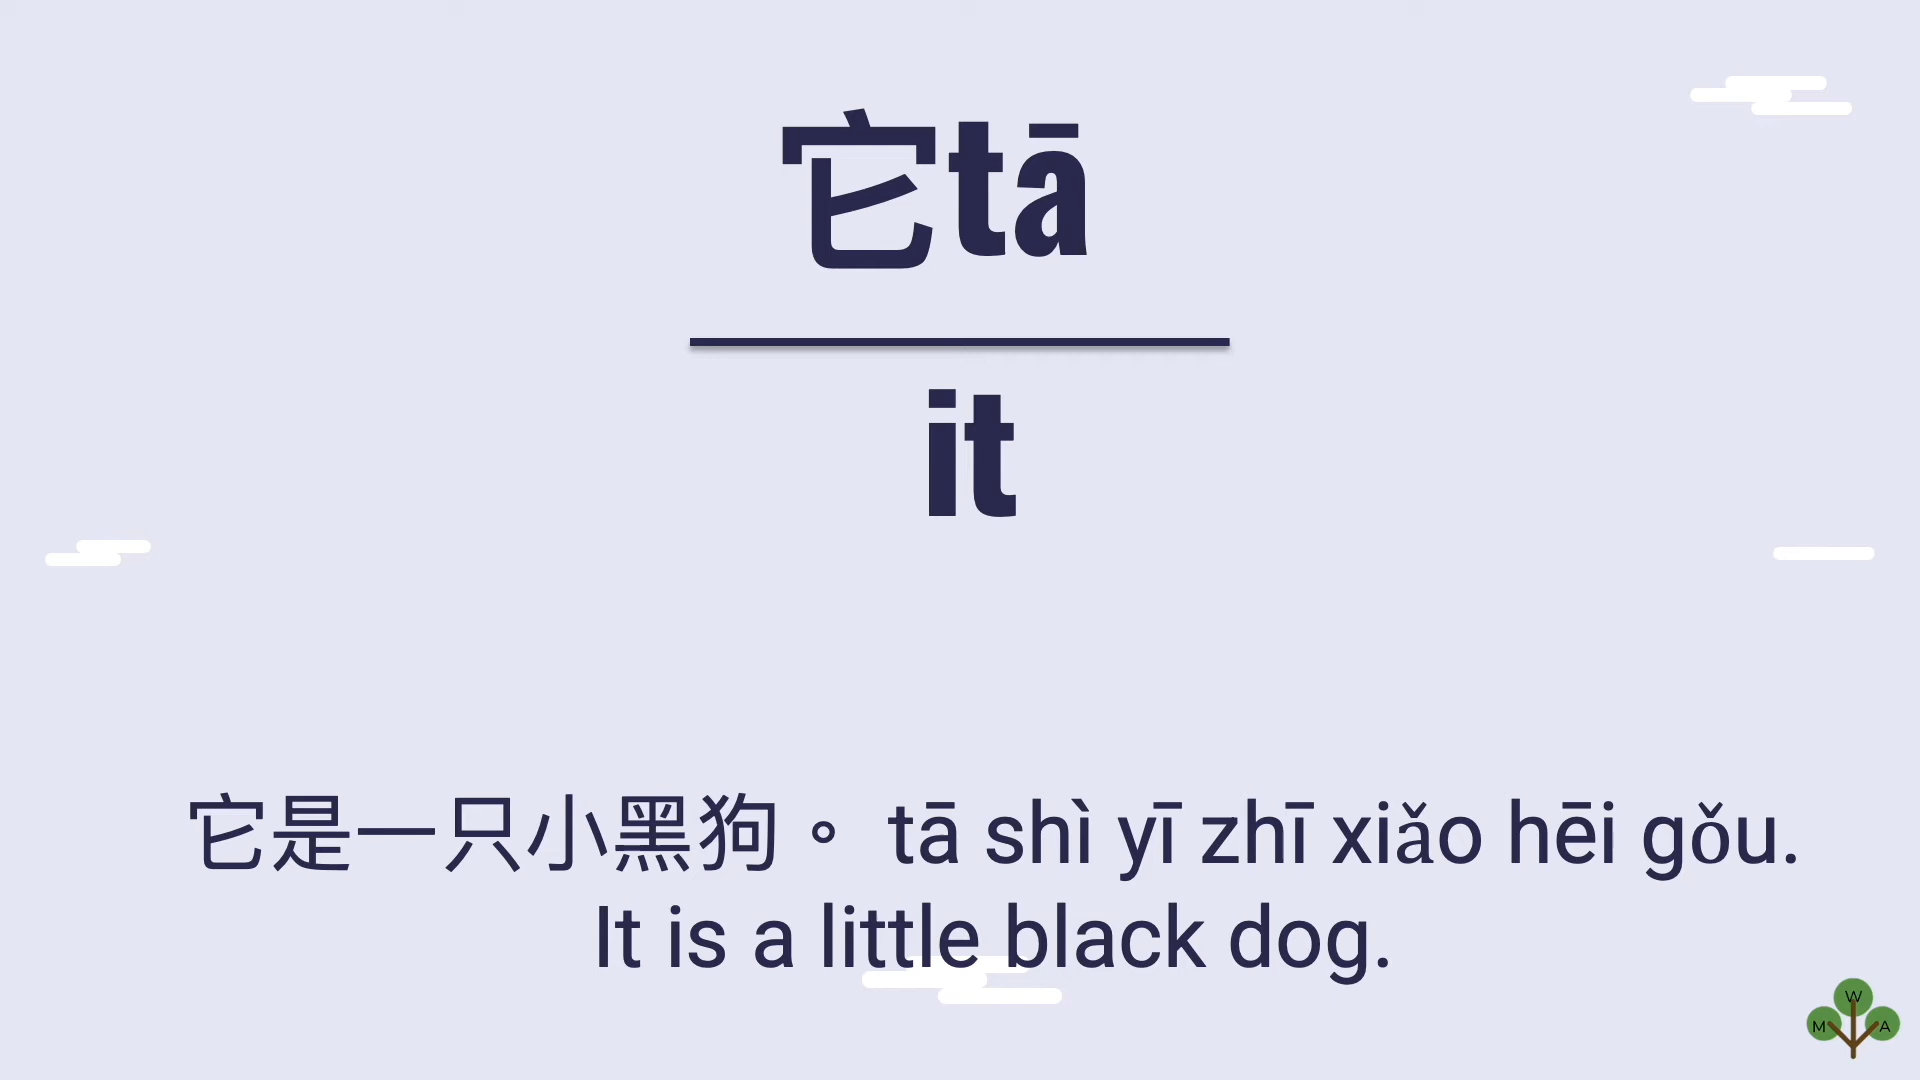 它tā
it
它是一只小黑狗。 tā shì yī zhī xiǎo hēi gǒu.
It is a little black dog.
W
M A